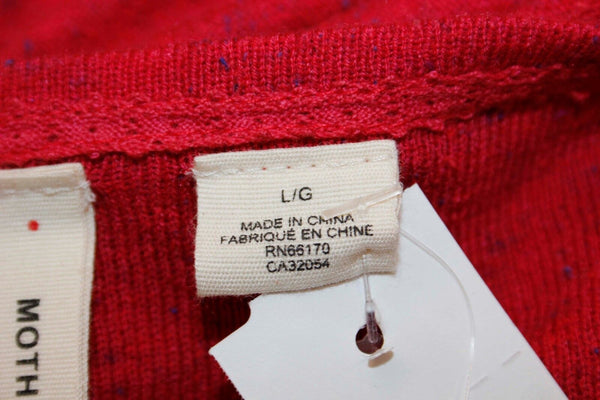 L/G
MADE IN CHINA
FABRIQUÉ EN CHINE
RN66170
CA32054
MOTH